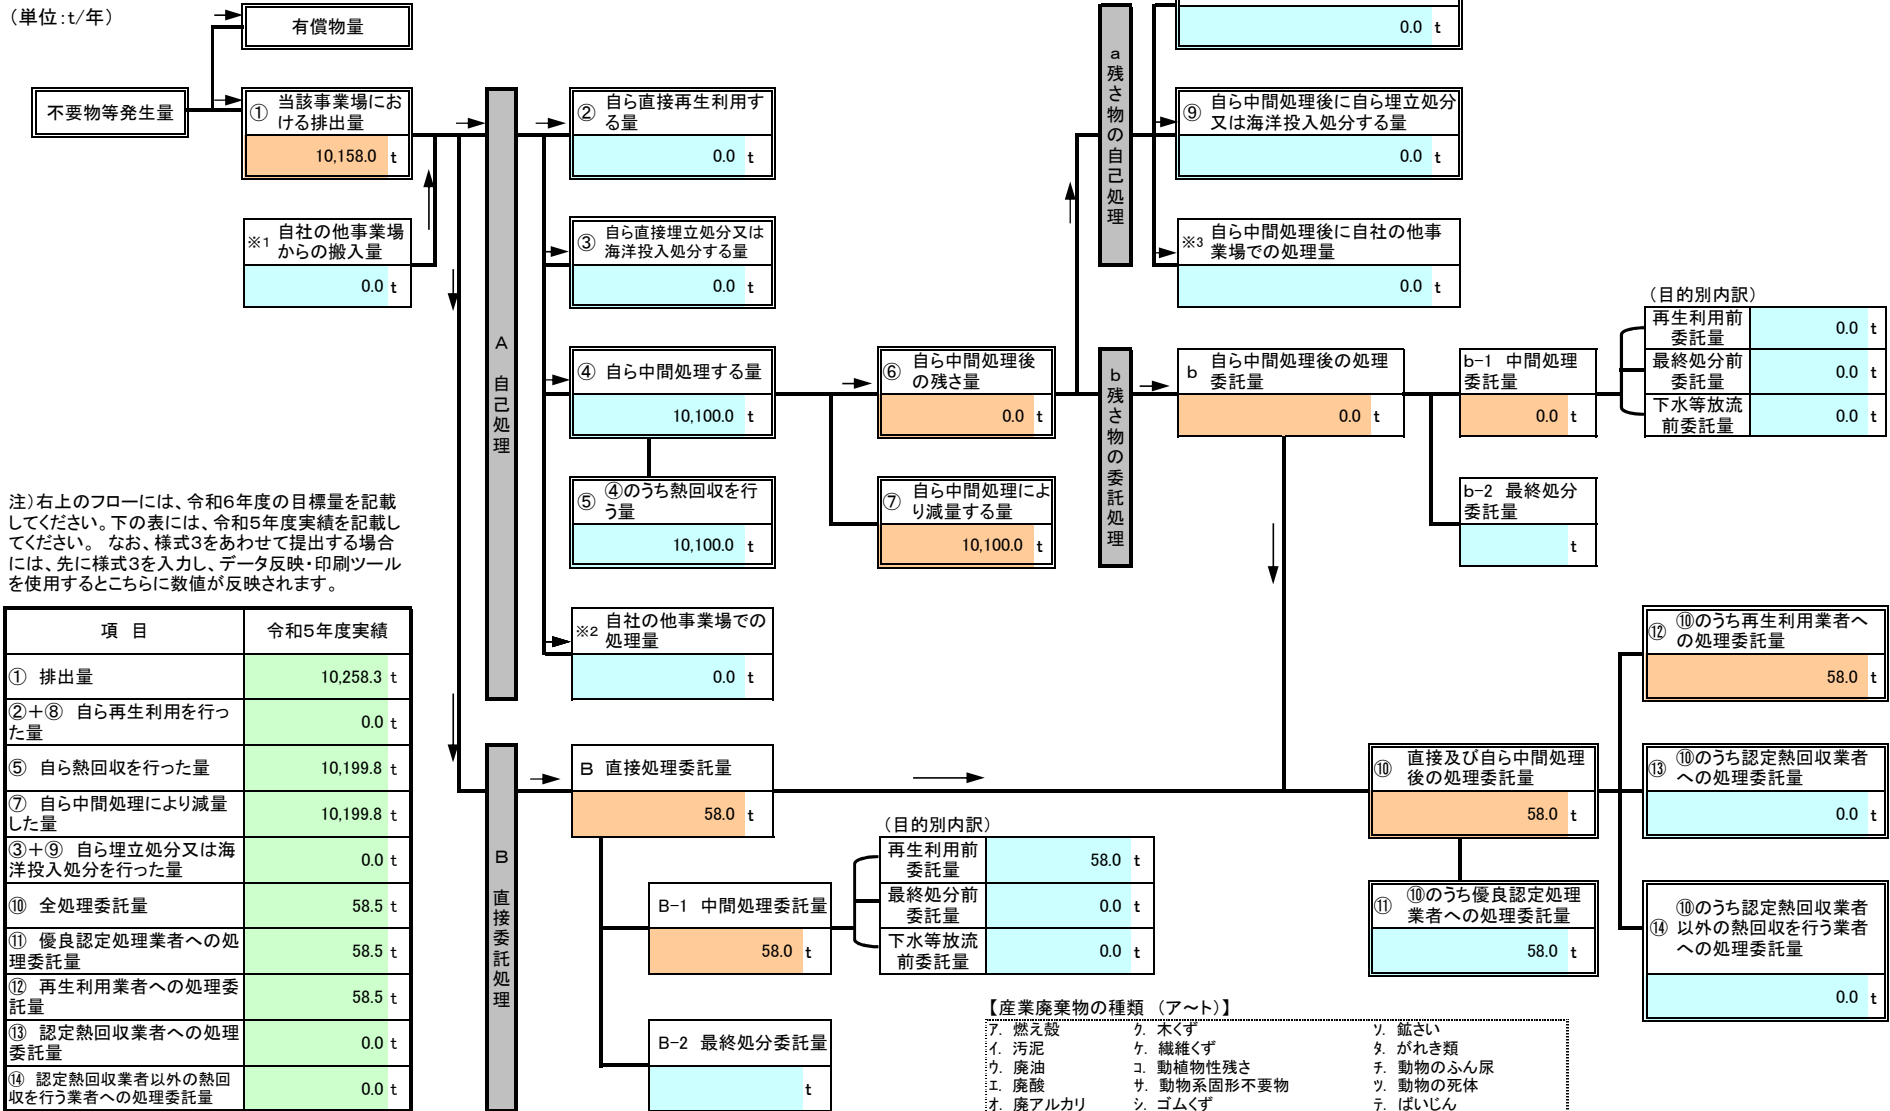 （単位:t/年）
有償物量
不要物等発生量
① 当該事業場にお
ける排出量
10,158.0 t
※1 自社の他事業場
からの搬入量
0.0 t
A 自己処理
② 自ら直接再生利用す
る量
0.0 t
③ 自ら直接埋立処分又は
海洋投入処分する量
0.0 t
④ 自ら中間処理する量
10,100.0 t
⑤ ④のうち熱回収を行
う量
10,100.0 t
※2 自社の他事業場での
処理量
0.0 t
⑥ 自ら中間処理後
の残さ量
0.0 t
⑦ 自ら中間処理によ
り減量する量
10,100.0 t
a 残さ物の自己処理
0.0 t
⑨ 自ら中間処理後に自ら埋立処分
又は海洋投入処分する量
0.0 t
※3 自ら中間処理後に自社の他事
業場での処理量
0.0 t
b 残さ物の委託処理
b 自ら中間処理後の処理
委託量
0.0 t
b-1 中間処理
委託量
0.0 t
（目的別内訳）
再生利用前
委託量
0.0 t
最終処分前
委託量
0.0 t
下水等放流
前委託量
0.0 t
b-2 最終処分
委託量
t
注）右上のフローには、令和6年度の目標量を記載
してください。下の表には、令和5年度実績を記載し
てください。 なお、様式3をあわせて提出する場合
には、先に様式3を入力し、データ反映・印刷ツール
を使用するとこちらに数値が反映されます。
項 目 令和5年度実績
① 排出量 10,258.3 t
②＋⑧ 自ら再生利用を行っ
た量
0.0 t
⑤ 自ら熱回収を行った量 10,199.8 t
⑦ 自ら中間処理により減量
した量
10,199.8 t
③＋⑨ 自ら埋立処分又は海
洋投入処分を行った量
0.0 t
⑩ 全処理委託量 58.5 t
⑪ 優良認定処理業者への処
理委託量
58.5 t
⑫ 再生利用業者への処理委
託量
58.5 t
⑬ 認定熱回収業者への処理
委託量
0.0 t
⑭ 認定熱回収業者以外の熱回
収を行う業者への処理委託量
0.0 t
B 直接委託処理
B 直接処理委託量
58.0 t
B-1 中間処理委託量
58.0 t
（目的別内訳）
再生利用前
委託量
58.0 t
最終処分前
委託量
0.0 t
下水等放流
前委託量
0.0 t
B-2 最終処分委託量
t
⑩ 直接及び自ら中間処理
後の処理委託量
58.0 t
⑪ ⑩のうち優良認定処理
業者への処理委託量
58.0 t
⑫ ⑩のうち再生利用業者へ
の処理委託量
58.0 t
⑬ ⑩のうち認定熱回収業者
への処理委託量
0.0 t
⑭ ⑩のうち認定熱回収業者
以外の熱回収を行う業者
への処理委託量
0.0 t
【産業廃棄物の種類 （ア～ト）】
ア. 燃え殻 ク. 木くず ソ. 鉱さい
イ. 汚泥 ケ. 繊維くず タ. がれき類
ウ. 廃油 コ. 動植物性残さ チ. 動物のふん尿
エ. 廃酸 サ. 動物系固形不要物 ツ. 動物の死体
オ. 廃アルカリ シ. ゴムくず テ. ばいじん